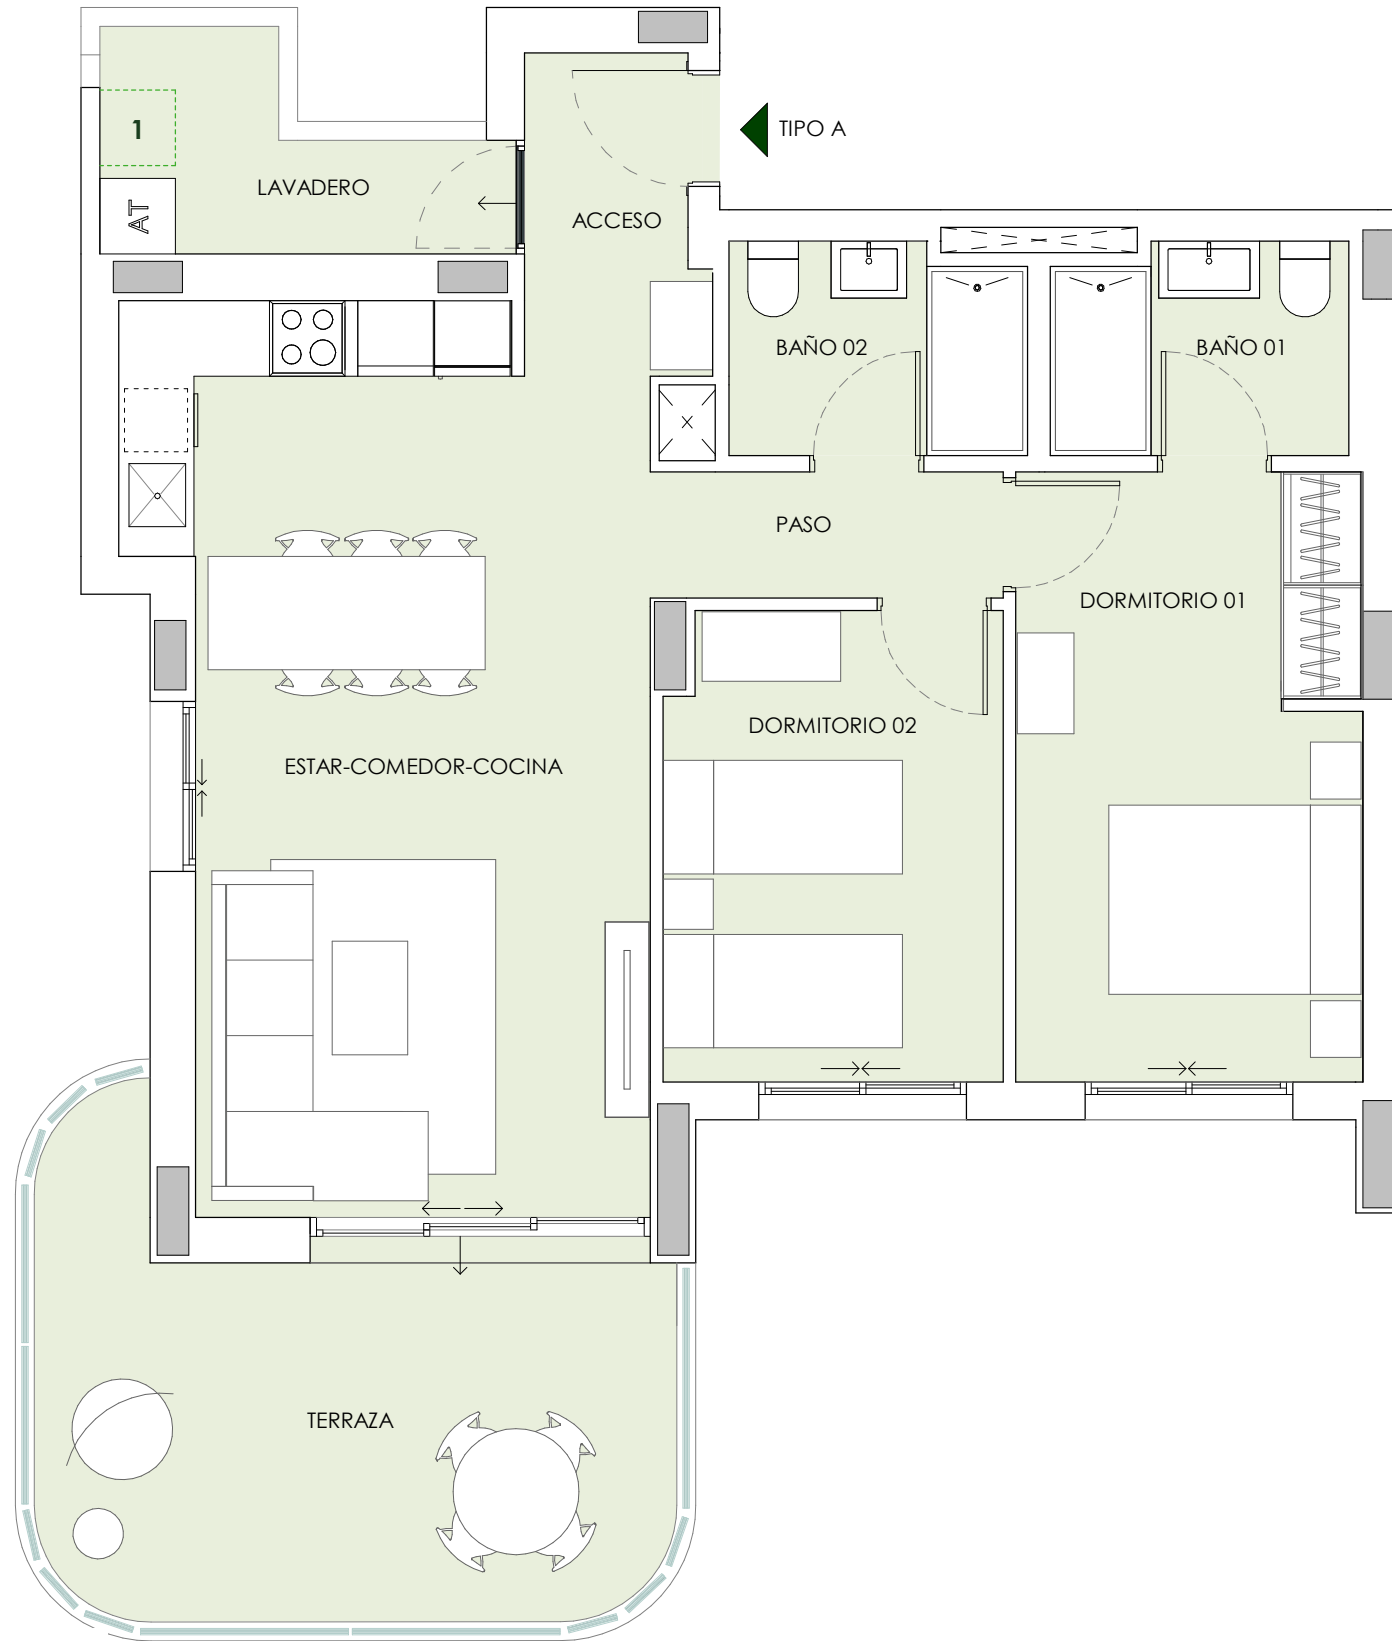 TIPO A
1
LAVADERO
AT
ACCESO
BAÑO 02
BAÑO 01
PASO
DORMITORIO 01
DORMITORIO 02
ESTAR-COMEDOR-COCINA
TERRAZA